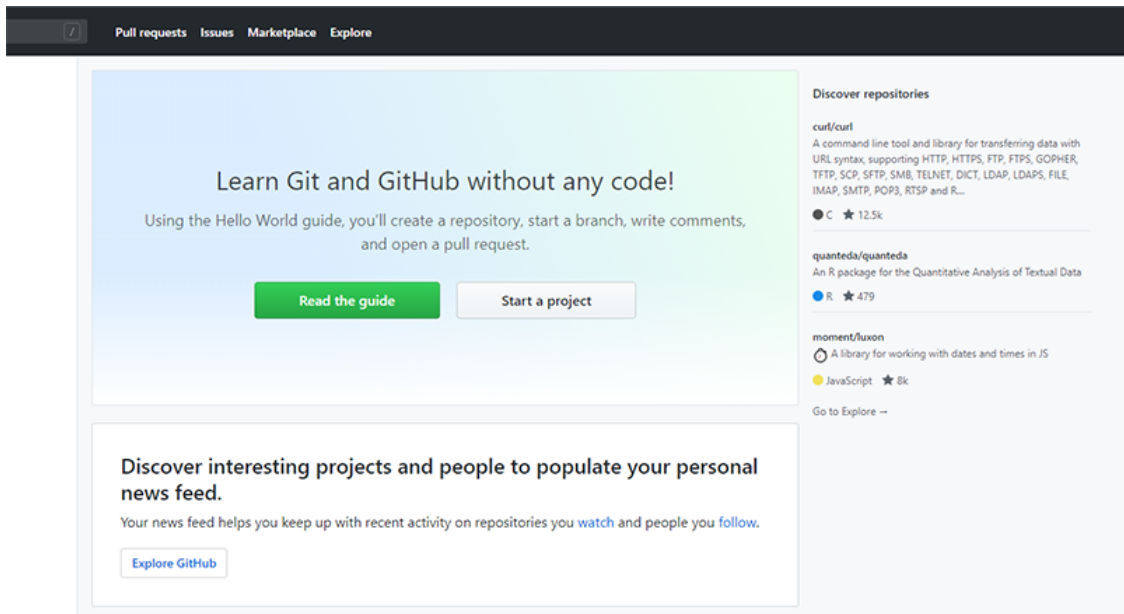 /
Pull requests Issues Marketplace Explore
Learn Git and GitHub without any code!
Using the Hello World guide, you'll create a repository, start a branch, write comments,
and open a pull request.
Read the guide
Start a project
Discover interesting projects and people to populate your personal
news feed.
Your news feed helps you keep up with recent activity on repositories you watch and people you follow.
Explore GitHub
Discover repositories
curl/curl
A command line tool and library for transferring data with
URL syntax, supporting HTTP, HTTPS, FTP, FTPS, GOPHER,
TFTP, SCP, SFTP, SMB, TELNET, DICT, LDAP, LDAPS, FILE,
IMAP, SMTP, POP3, RTSP and R...
C ★ 12.5k
quanteda/quanteda
An R package for the Quantitative Analysis of Textual Data
R ★ 479
moment/luxon
A library for working with dates and times in JS
JavaScript ★ 8k
Go to Explore →